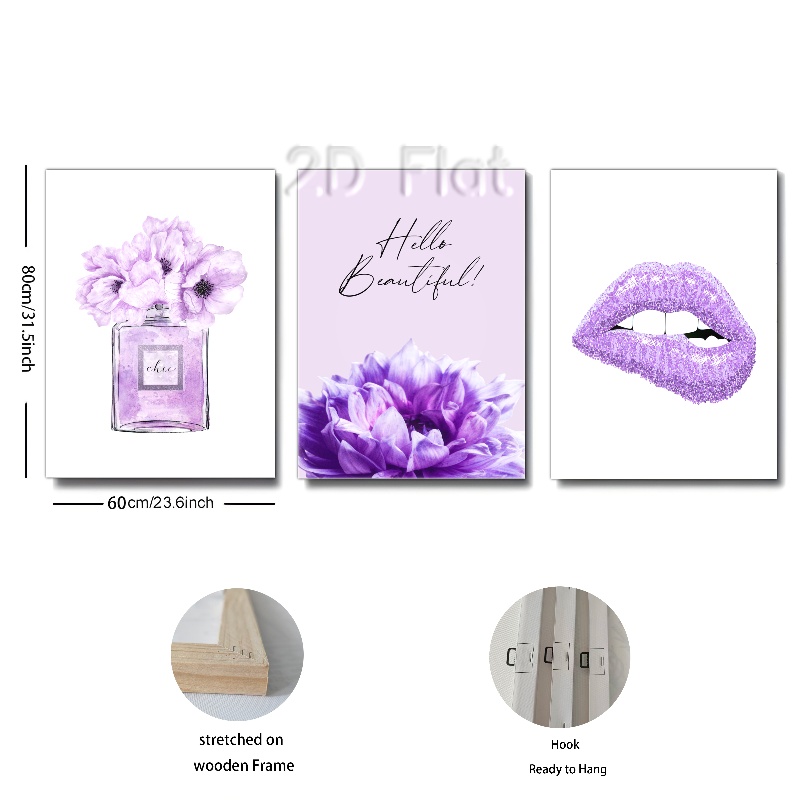 2D Flat
80cm/31.5inch
Hello
Beautiful!
chic
60cm/23.6inch
stretched on
wooden Frame
Hook
Ready to Hang